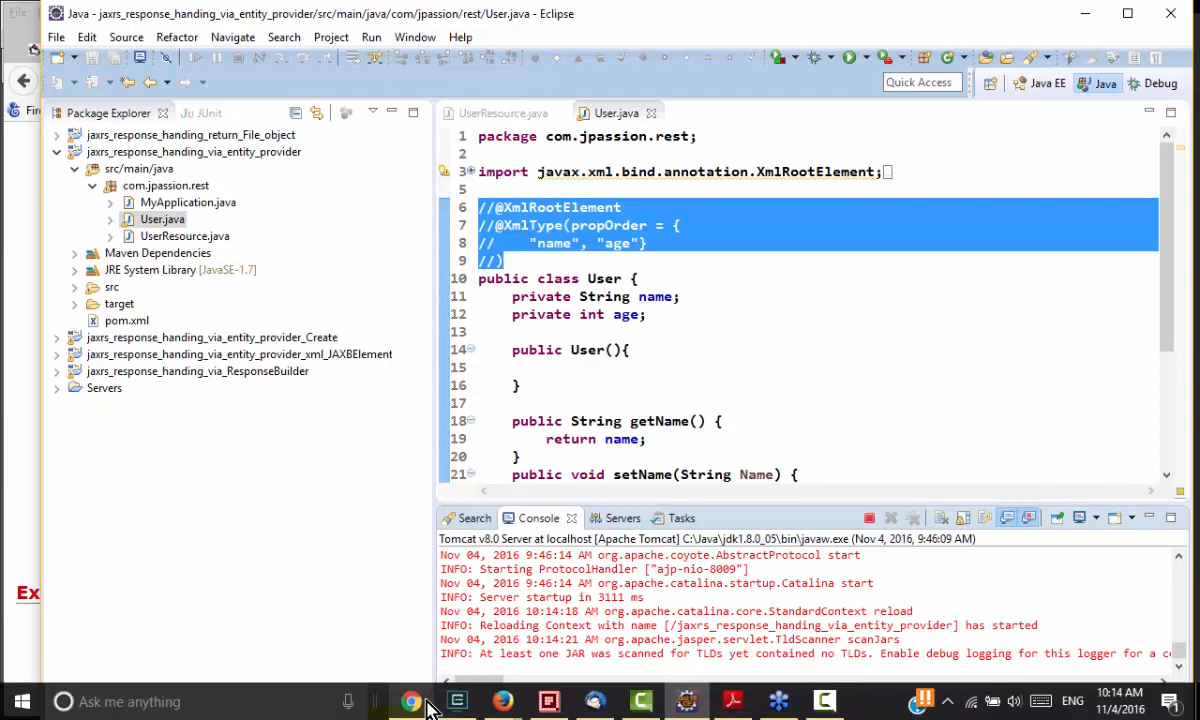 File
Java - jaxrs_response_handing_via_entity_provider/src/main/java/com/jpassion/rest/User.java - Eclipse
File Edit Source Refactor Navigate Search Project Run Window Help
Quick Access Java EE Java Debug
Fir
Package Explorer JUnit
UserResource.java User.java
jaxrs_response_handing_return_File_object
jaxrs_response_handing_via_entity_provider
src/main/java
com.jpassion.rest
MyApplication.java
User.java
UserResource.java
Maven Dependencies
JRE System Library [JavaSE-1.7]
src
target
pom.xml
jaxrs_response_handing_via_entity_provider_Create
jaxrs_response_handing_via_entity_provider_xml_JAXBElement
jaxrs_response_handing_via_ResponseBuilder
Servers
1 package com.jpassion.rest;
2
3 import javax.xml.bind.annotation.XmlRootElement;
5
6 //@XmlRootElement
7 //@XmlType(propOrder = {
8 //    "name", "age"}
9 //)
10 public class User {
11 private String name;
12 private int age;
13
14 public User(){
15
16 }
17
18 public String getName() {
19 return name;
20 }
21 public void setName(String Name) {
Search Console Servers Tasks
Tomcat v8.0 Server at localhost [Apache Tomcat] C:\Java\jdk1.8.0_05\bin\javaw.exe (Nov 4, 2016, 9:46:09 AM)
Nov 04, 2016 9:46:14 AM org.apache.coyote.AbstractProtocol start
INFO: Starting ProtocolHandler ["ajp-nio-8009"]
Nov 04, 2016 9:46:14 AM org.apache.catalina.startup.Catalina start
INFO: Server startup in 3111 ms
Nov 04, 2016 10:14:18 AM org.apache.catalina.core.StandardContext reload
INFO: Reloading Context with name [/jaxrs_response_handing_via_entity_provider] has started
Nov 04, 2016 10:14:21 AM org.apache.jasper.servlet.TldScanner scanJars
INFO: At least one JAR was scanned for TLDs yet contained no TLDs. Enable debug logging for this logger for a c
Ex
Ask me anything
ENG
10:14 AM
11/4/2016
1